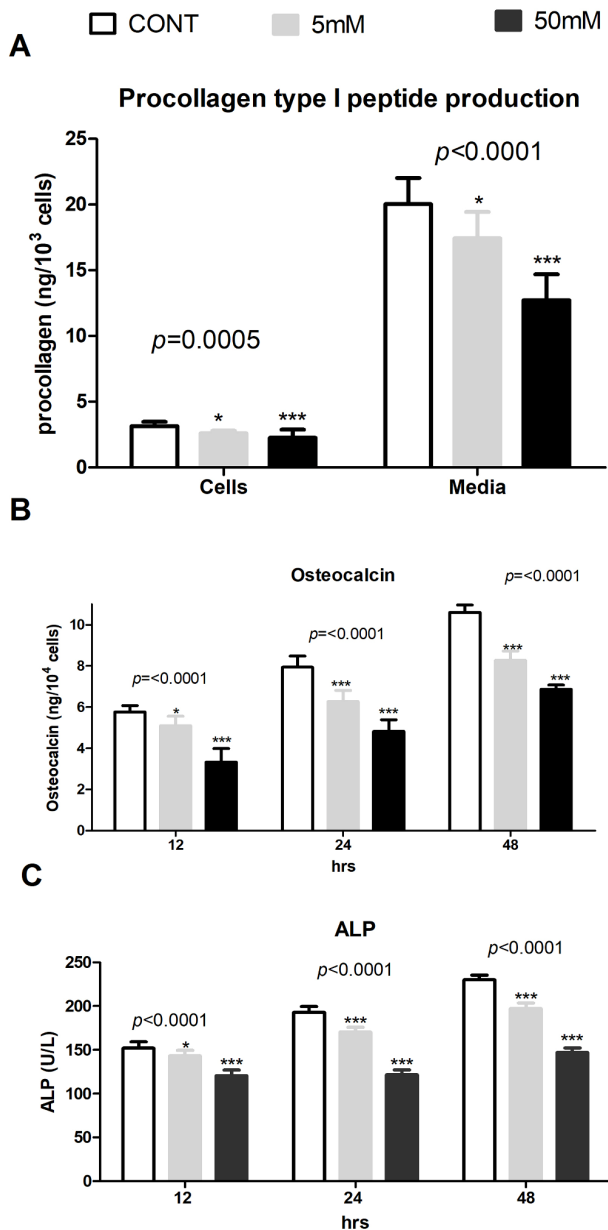 CONT 5mM 50mM
A
Procollagen type I peptide production
procollagen (ng/10³ cells)
25
20
15
10
5
0
p=0.0005
p<0.0001
* ***
* ***
Cells Media
B
Osteocalcin
Osteocalcin (ng/10⁴ cells)
10
8
6
4
2
0
p=<0.0001
p=<0.0001
p=<0.0001
* ***
*** ***
*** ***
12 24 48
hrs
C
ALP
ALP (U/L)
250
200
150
100
50
0
p<0.0001
p<0.0001
p<0.0001
* ***
*** ***
*** ***
12 24 48
hrs